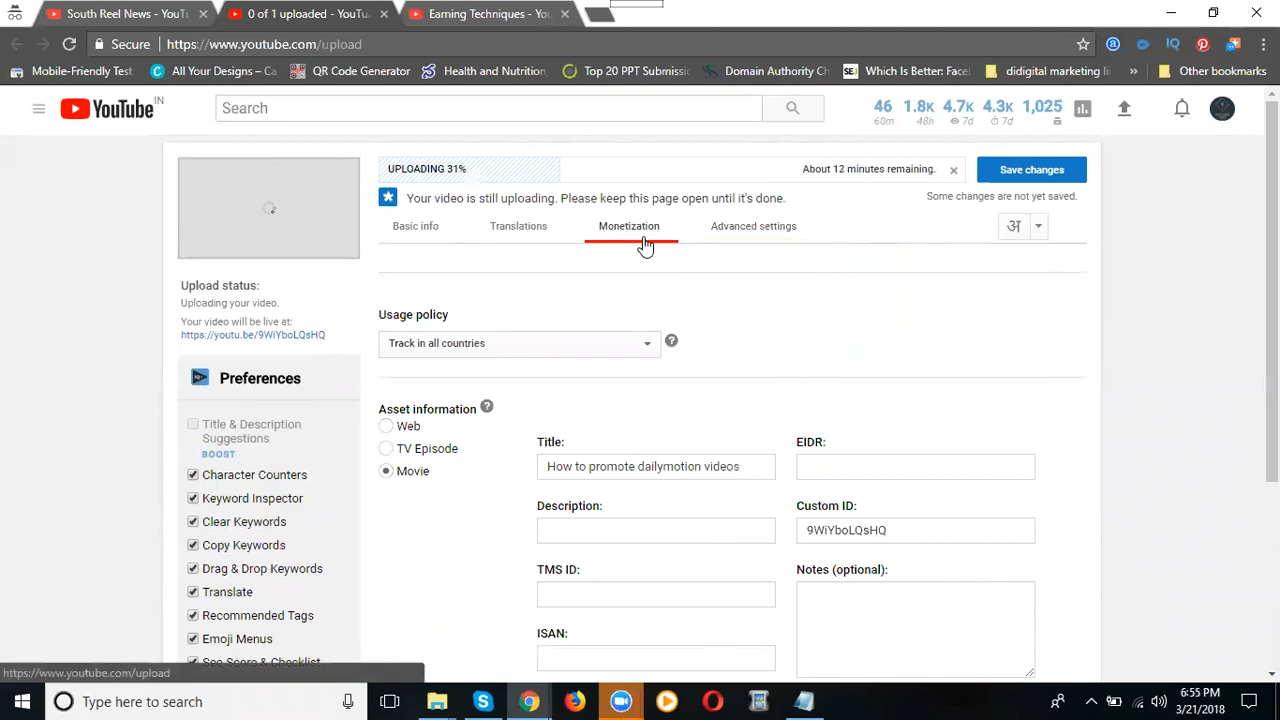 South Reel News - YouT
0 of 1 uploaded - YouTu
Earning Techniques - Yo
Secure
https://www.youtube.com/upload
Mobile-Friendly Test
All Your Designs – Ca
QR Code Generator
Health and Nutrition
Top 20 PPT Submissi
Domain Authority Ch
Which Is Better: Facel
didigital marketing li
»
Other bookmarks
YouTube IN
Search
46 1.8K 4.7K 4.3K 1,025
60m 48h 7d 7d
UPLOADING 31%
About 12 minutes remaining.
Save changes
Your video is still uploading. Please keep this page open until it's done.
Some changes are not yet saved.
Basic info
Translations
Monetization
Advanced settings
अ
Upload status:
Uploading your video.
Your video will be live at:
https://youtu.be/9WiYboLQsHQ
Usage policy
Track in all countries
Preferences
Title & Description
Suggestions
BOOST
Character Counters
Keyword Inspector
Clear Keywords
Copy Keywords
Drag & Drop Keywords
Translate
Recommended Tags
Emoji Menus
Seo Score & Checklist
Asset information
Web
TV Episode
Movie
Title:
How to promote dailymotion videos
EIDR:
Description:
Custom ID:
9WiYboLQsHQ
TMS ID:
Notes (optional):
ISAN:
https://www.youtube.com/upload
Type here to search
6:55 PM
3/21/2018